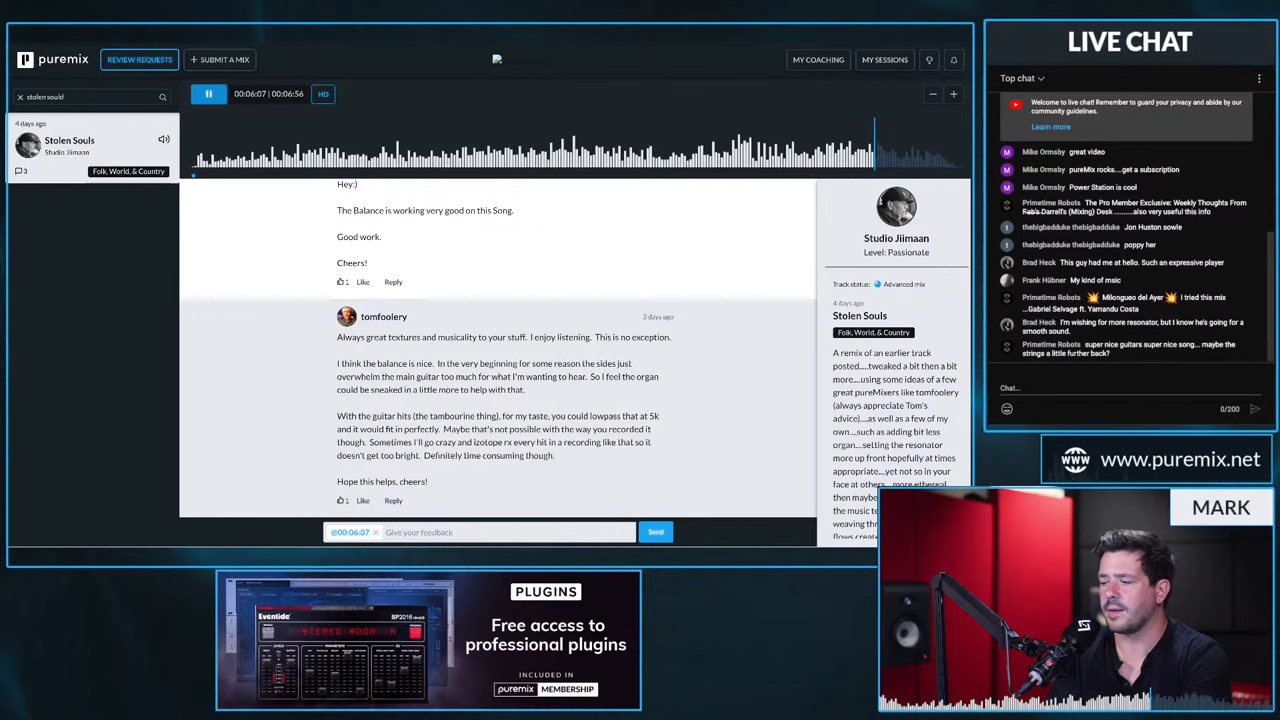 puremix
REVIEW REQUESTS
+ SUBMIT A MIX
MY COACHING
MY SESSIONS
stolen sould
00:06:07 | 00:06:56
HD
4 days ago
Stolen Souls
Studio Jiimaan
3
Folk, World, & Country
Hey:)
The Balance is working very good on this Song.
Good work.
Cheers!
1 Like Reply
tomfoolery
3 days ago
Always great textures and musicality to your stuff. I enjoy listening. This is no exception.
I think the balance is nice. In the very beginning for some reason the sides just
overwhelm the main guitar too much for what I'm wanting to hear. So I feel the organ
could be sneaked in a little more to help with that.
With the guitar hits (the tambourine thing), for my taste, you could lowpass that at 5k
and it would fit in perfectly. Maybe that's not possible with the way you recorded it
though. Sometimes I'll go crazy and izotope rx every hit in a recording like that so it
doesn't get too bright. Definitely time consuming though.
Hope this helps, cheers!
1 Like Reply
@00:06:07 × Give your feedback
Send
Studio Jiimaan
Level: Passionate
Track status: Advanced mix
4 days ago
Stolen Souls
Folk, World, & Country
A remix of an earlier track
posted....tweaked a bit then a bit
more....using some ideas of a few
great pureMixers like tomfoolery
(always appreciate Tom's
advice)....as well as a few of my
own....such as adding bit less
organ....setting the resonator
more up front hopefully at times
appropriate....yet not so in your
face at others....more ethereal
then maybe
the music te
weaving thr
flows creat
LIVE CHAT
Top chat
Welcome to live chat! Remember to guard your privacy and abide by our
community guidelines.
Learn more
M Mike Ormsby great video
M Mike Ormsby pureMix rocks....get a subscription
M Mike Ormsby Power Station is cool
Primetime Robots The Pro Member Exclusive: Weekly Thoughts From
Fab's Darrell's (Mixing) Desk ..........also very useful this info
t thebigbadduke thebigbadduke Jon Huston sowle
t thebigbadduke thebigbadduke poppy her
Brad Heck This guy had me at hello. Such an expressive player
Frank Hübner My kind of msic
Primetime Robots 💥 Milongueo del Ayer 💥 I tried this mix
...Gabriel Selvage ft. Yamandu Costa
Brad Heck I'm wishing for more resonator, but I know he's going for a
smooth sound.
Primetime Robots super nice guitars super nice song... maybe the
strings a little further back?
Chat...
0/200
WWW www.puremix.net
MARK
Eventide
SP2016 reverb
STEREO ROOM
PLUGINS
Free access to
professional plugins
INCLUDED IN
puremix MEMBERSHIP